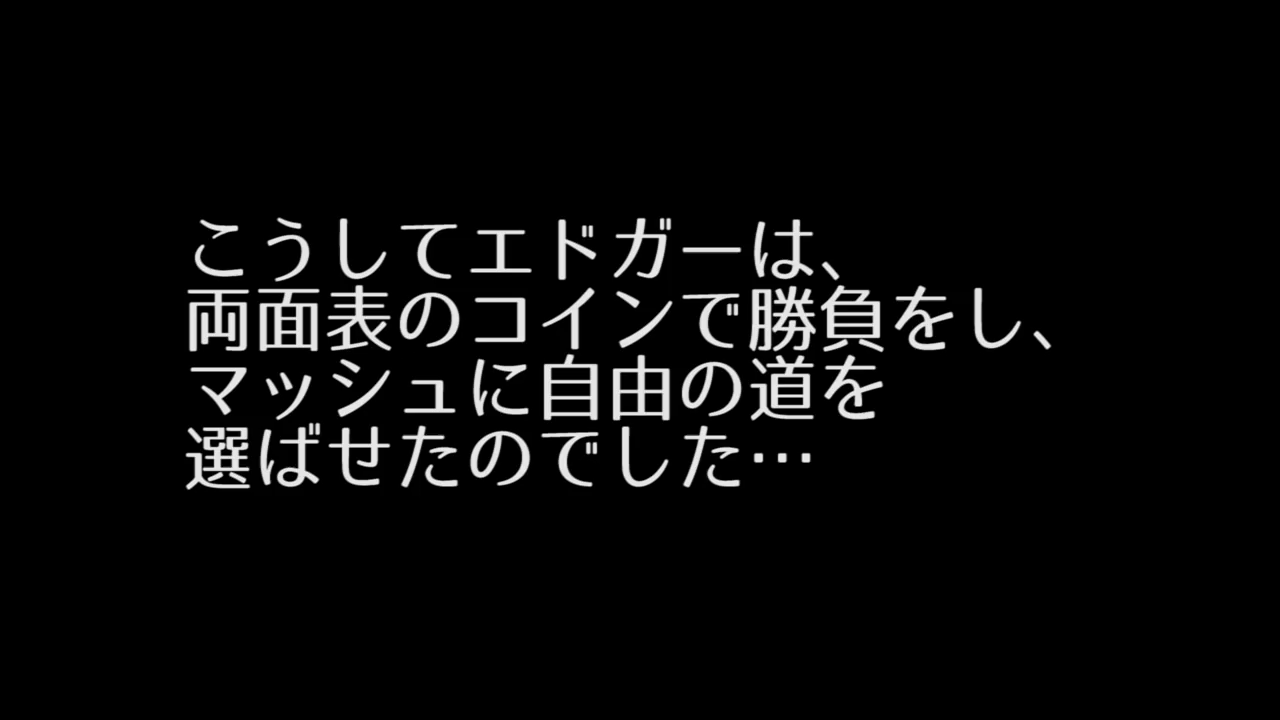 こうしてエドガーは、
両面表のコインで勝負をし、
マッシュに自由の道を
選ばせたのでした…